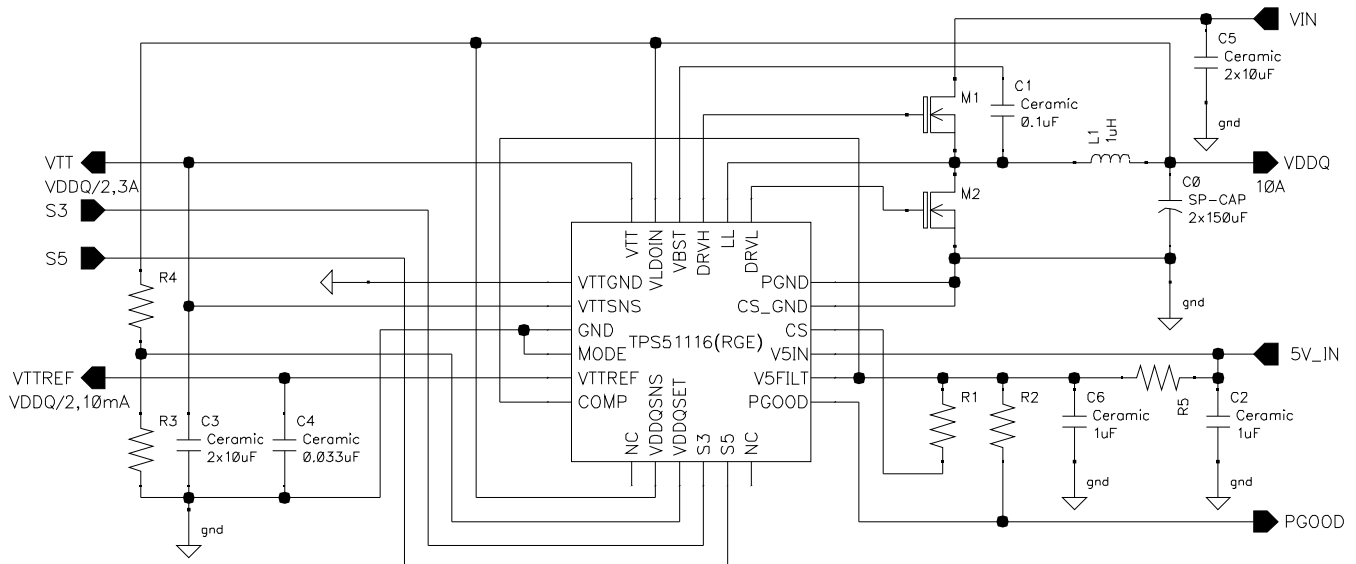 VIN
C5
Ceramic
2x10uF
gnd
C1
Ceramic
0.1uF
M1
L1
1uH
VTT
VDDQ/2,3A
VDDQ
10A
S3
M2
C0
SP-CAP
2x150uF
gnd
S5
R4
VTT
VLDOIN
VBST
DRVH
LL
DRVL
VTTGND
VTTSNS
GND
MODE
VTTREF
COMP
TPS51116(RGE)
PGND
CS_GND
CS
V5IN
V5FILT
PGOOD
NC
VDDQSNS
VDDQSET
S3
S5
NC
5V_IN
VTTREF
VDDQ/2,10mA
R3
C3
Ceramic
2x10uF
C4
Ceramic
0.033uF
gnd
R1
R2
C6
Ceramic
1uF
gnd
R5
C2
Ceramic
1uF
gnd
PGOOD